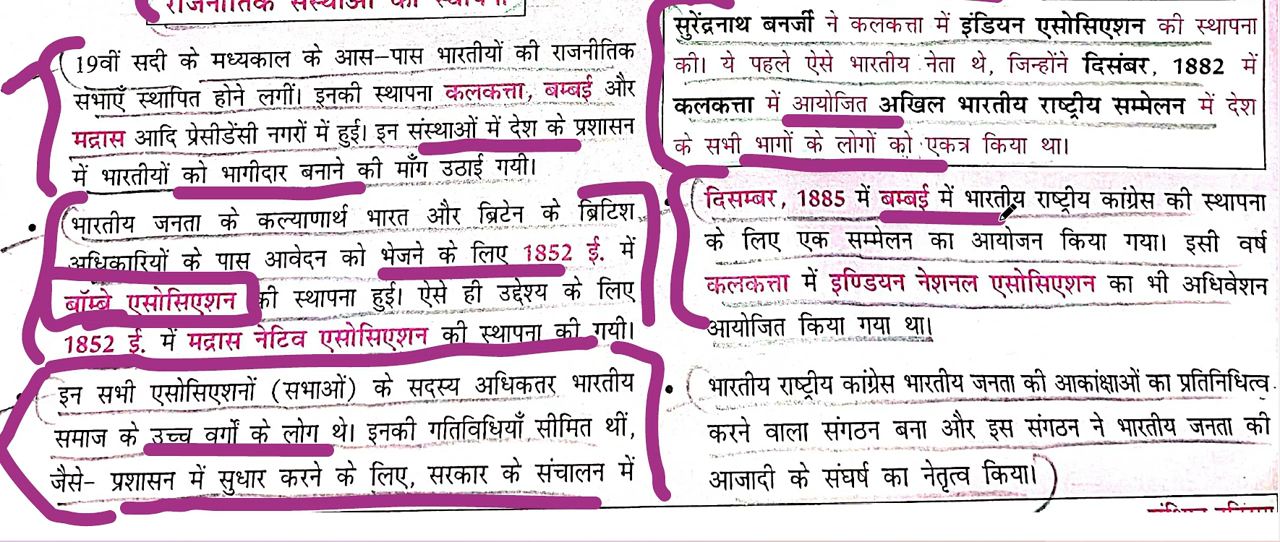 राजनीतिक संस्थाओं की स्थापना
19वीं सदी के मध्यकाल के आस-पास भारतीयों की राजनीतिक
सभाएँ स्थापित होने लगीं। इनकी स्थापना कलकत्ता, बम्बई और
मद्रास आदि प्रेसीडेंसी नगरों में हुई। इन संस्थाओं में देश के प्रशासन
में भारतीयों को भागीदार बनाने की माँग उठाई गयी।
• भारतीय जनता के कल्याणार्थ भारत और ब्रिटेन के ब्रिटिश
अधिकारियों के पास आवेदन को भेजने के लिए 1852 ई. में
बॉम्बे एसोसिएशन की स्थापना हुई। ऐसे ही उद्देश्य के लिए
1852 ई. में मद्रास नेटिव एसोसिएशन की स्थापना की गयी।
इन सभी एसोसिएशनों (सभाओं) के सदस्य अधिकतर भारतीय
समाज के उच्च वर्गों के लोग थे। इनकी गतिविधियाँ सीमित थीं,
जैसे- प्रशासन में सुधार करने के लिए, सरकार के संचालन में
सुरेंद्रनाथ बनर्जी ने कलकत्ता में इंडियन एसोसिएशन की स्थापना
की। ये पहले ऐसे भारतीय नेता थे, जिन्होंने दिसंबर, 1882 में
कलकत्ता में आयोजित अखिल भारतीय राष्ट्रीय सम्मेलन में देश
के सभी भागों के लोगों को एकत्र किया था।
• दिसम्बर, 1885 में बम्बई में भारतीय राष्ट्रीय कांग्रेस की स्थापना
के लिए एक सम्मेलन का आयोजन किया गया। इसी वर्ष
कलकत्ता में इण्डियन नेशनल एसोसिएशन का भी अधिवेशन
आयोजित किया गया था।
• भारतीय राष्ट्रीय कांग्रेस भारतीय जनता की आकांक्षाओं का प्रतिनिधित्व
करने वाला संगठन बना और इस संगठन ने भारतीय जनता की
आजादी के संघर्ष का नेतृत्व किया।